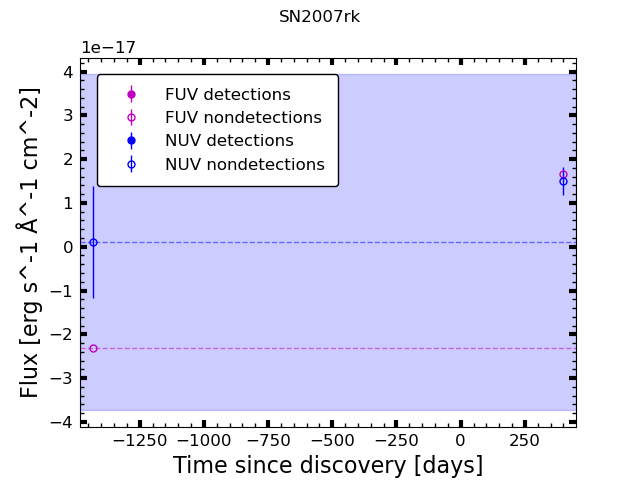 SN2007rk
1e−17
4
3
2
1
0
−1
−2
−3
−4
Flux [erg s^-1 Å^-1 cm^-2]
FUV detections
FUV nondetections
NUV detections
NUV nondetections
−1250 −1000 −750 −500 −250 0 250
Time since discovery [days]